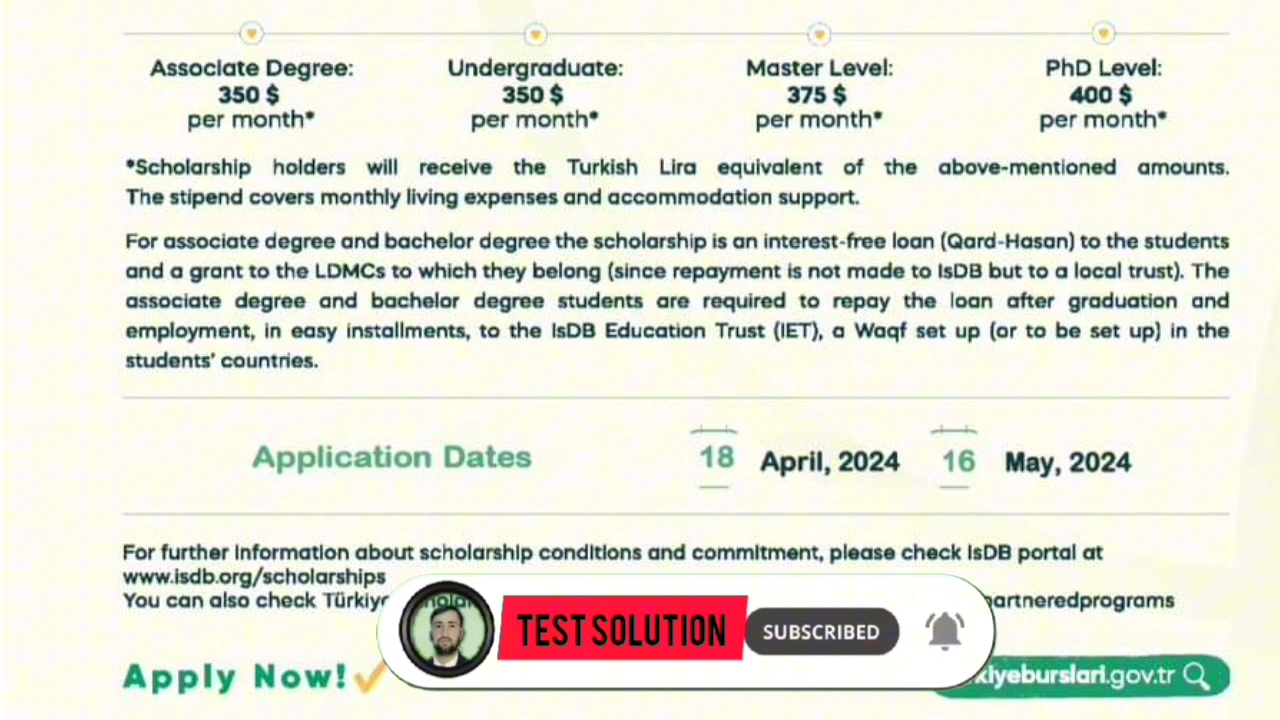 Associate Degree:
350 $
per month*
Undergraduate:
350 $
per month*
Master Level:
375 $
per month*
PhD Level:
400 $
per month*
*Scholarship holders will receive the Turkish Lira equivalent of the above-mentioned amounts.
The stipend covers monthly living expenses and accommodation support.
For associate degree and bachelor degree the scholarship is an interest-free loan (Qard-Hasan) to the students
and a grant to the LDMCs to which they belong (since repayment is not made to IsDB but to a local trust). The
associate degree and bachelor degree students are required to repay the loan after graduation and
employment, in easy installments, to the IsDB Education Trust (IET), a Waqf set up (or to be set up) in the
students' countries.
Application Dates
18 April, 2024
16 May, 2024
For further information about scholarship conditions and commitment, please check IsDB portal at
www.isdb.org/scholarships
You can also check Türkiye partneredprograms
TEST SOLUTION
SUBSCRIBED
Apply Now!
kiyeburslari.gov.tr